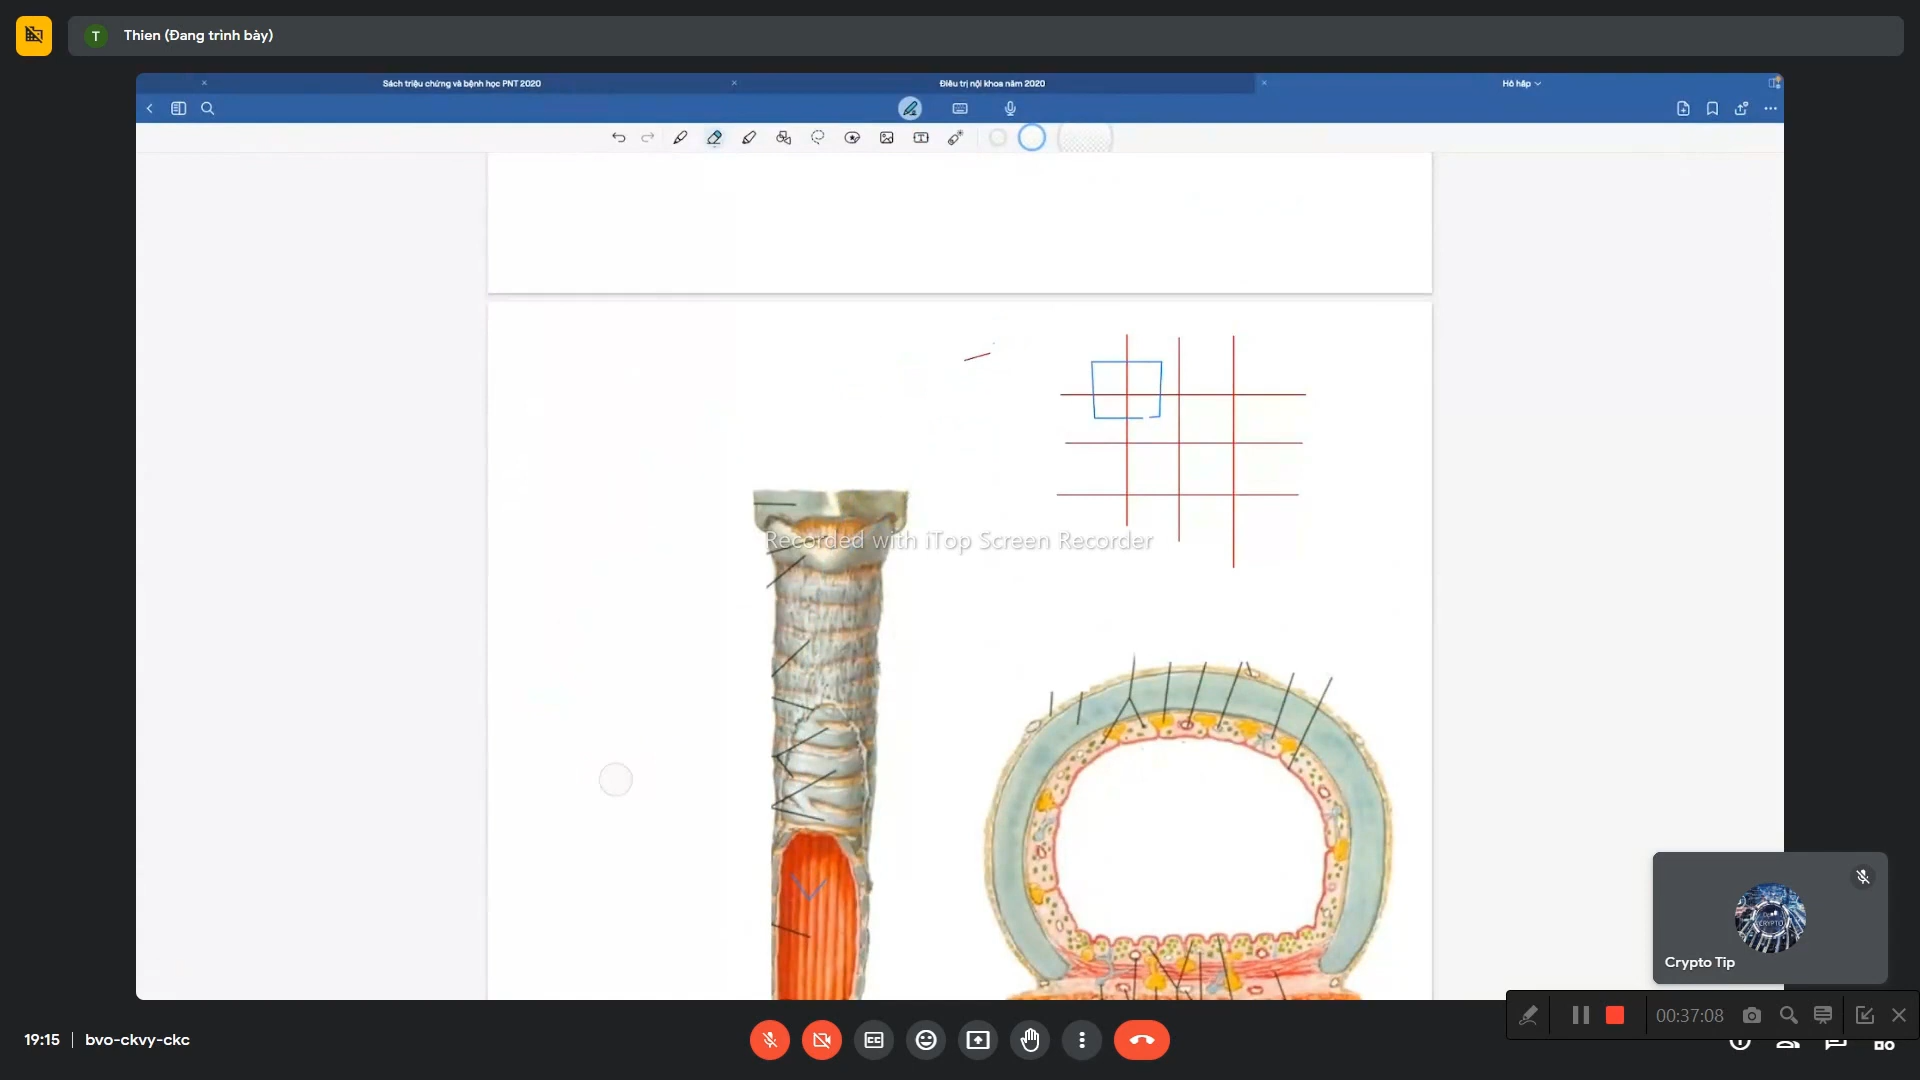 T Thien (Đang trình bày)
Sách triệu chứng và bệnh học PNT 2020
Điều trị nội khoa năm 2020
Hô hấp
Recorded with iTop Screen Recorder
CRYPTO
Crypto Tip
00:37:08
19:15 | bvo-ckvy-ckc